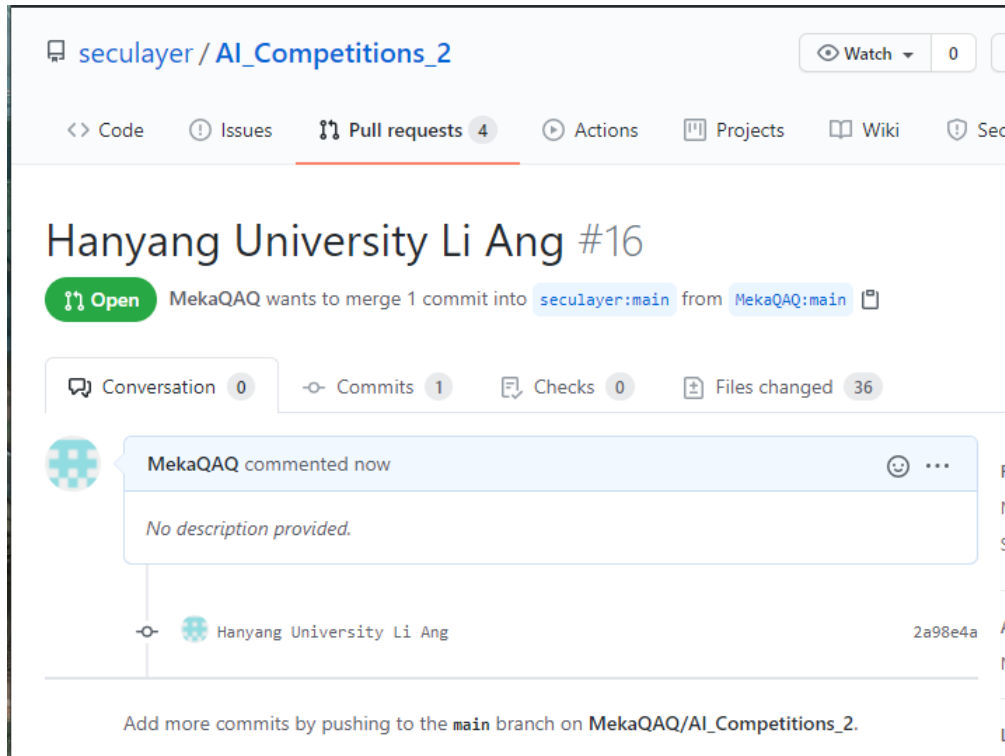 seculayer / AI_Competitions_2
Watch 0
Code Issues Pull requests 4 Actions Projects Wiki
Hanyang University Li Ang #16
Open MekaQAQ wants to merge 1 commit into seculayer:main from MekaQAQ:main
Conversation 0 Commits 1 Checks 0 Files changed 36
MekaQAQ commented now
No description provided.
Hanyang University Li Ang 2a98e4a
Add more commits by pushing to the main branch on MekaQAQ/AI_Competitions_2.